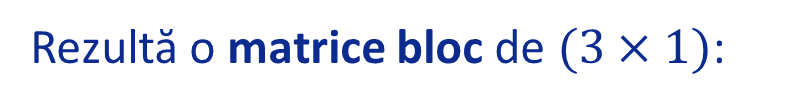 Rezultă o matrice bloc de (3 × 1):